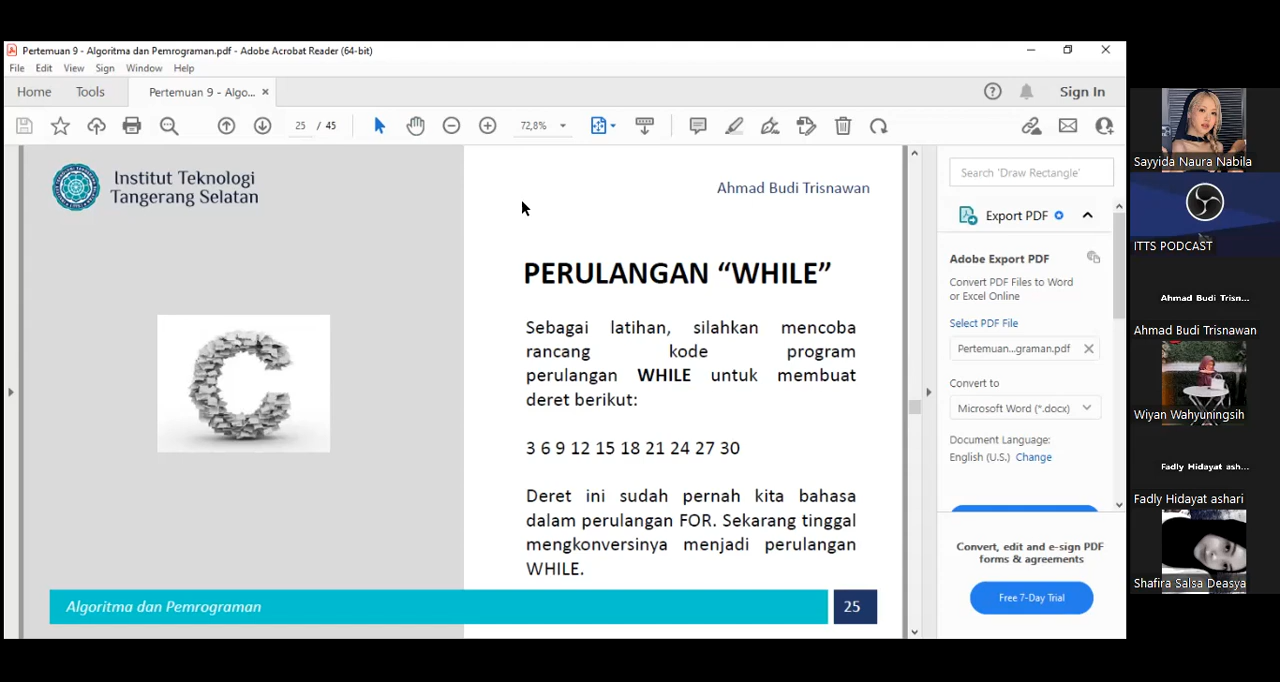 Pertemuan 9 - Algoritma dan Pemrograman.pdf - Adobe Acrobat Reader (64-bit)
File Edit View Sign Window Help
Home Tools Pertemuan 9 - Algo... × Sign In
25 / 45 72,8%
Institut Teknologi
Tangerang Selatan
Ahmad Budi Trisnawan
PERULANGAN “WHILE”
Sebagai latihan, silahkan mencoba
rancang kode program
perulangan WHILE untuk membuat
deret berikut:
3 6 9 12 15 18 21 24 27 30
Deret ini sudah pernah kita bahasa
dalam perulangan FOR. Sekarang tinggal
mengkonversinya menjadi perulangan
WHILE.
Algoritma dan Pemrograman
25
Search 'Draw Rectangle'
Export PDF
Adobe Export PDF
Convert PDF Files to Word
or Excel Online
Select PDF File
Pertemuan...graman.pdf
Convert to
Microsoft Word (*.docx)
Document Language:
English (U.S.) Change
Convert, edit and e-sign PDF
forms & agreements
Free 7-Day Trial
Sayyida Naura Nabila
ITTS PODCAST
Ahmad Budi Trisn...
Ahmad Budi Trisnawan
Wiyan Wahyuningsih
Fadly Hidayat ash...
Fadly Hidayat ashari
Shafira Salsa Deasya